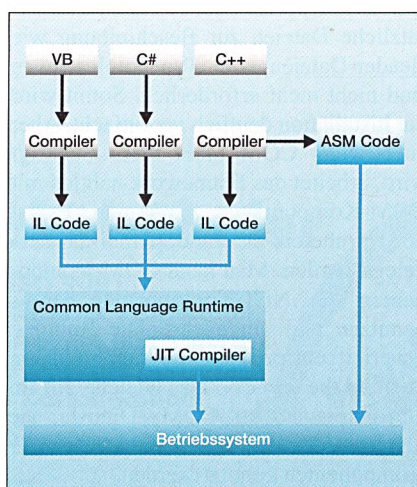 VB C# C++
Compiler Compiler Compiler ASM Code
IL Code IL Code IL Code
Common Language Runtime
JIT Compiler
Betriebssystem